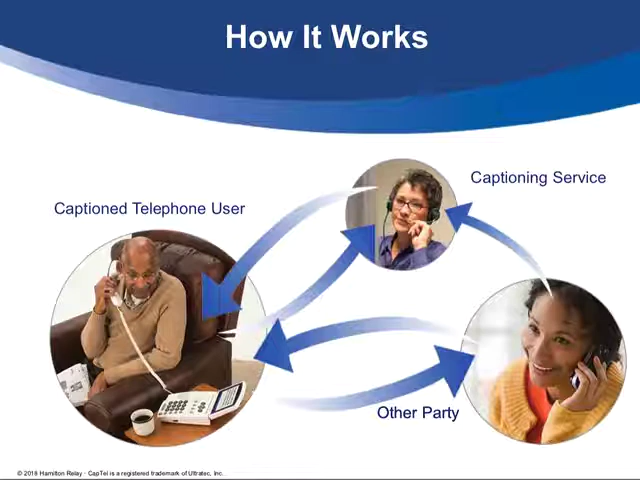 How It Works
Captioning Service
Captioned Telephone User
Other Party
© 2018 Hamilton Relay · CapTel is a registered trademark of Ultratec, Inc.